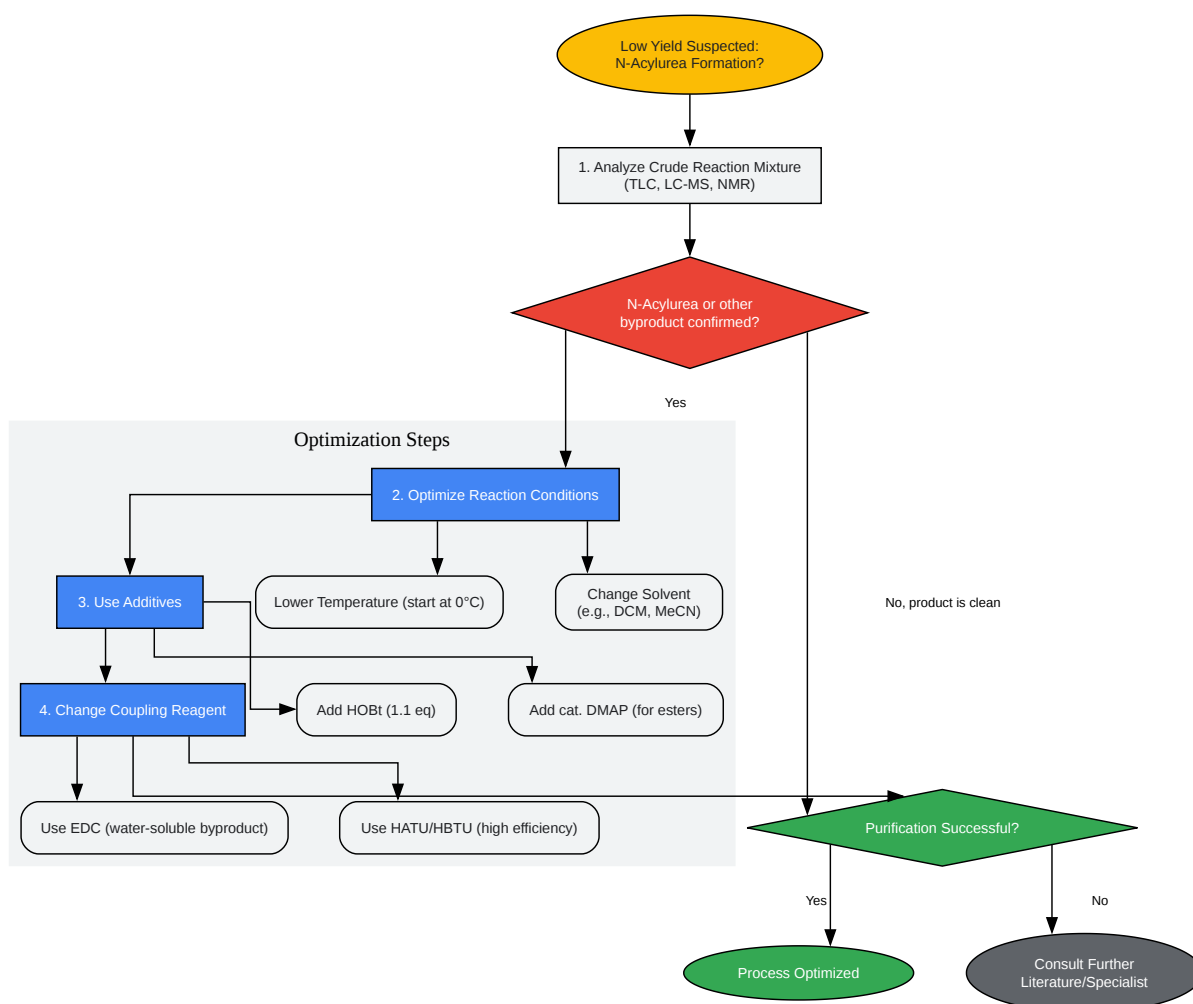 Low Yield Suspected:
N-Acylurea Formation?
1. Analyze Crude Reaction Mixture
(TLC, LC-MS, NMR)
N-Acylurea or other
byproduct confirmed?
Yes
Optimization Steps
2. Optimize Reaction Conditions
3. Use Additives
Lower Temperature (start at 0°C)
Change Solvent
(e.g., DCM, MeCN)
No, product is clean
4. Change Coupling Reagent
Add HOBt (1.1 eq)
Add cat. DMAP (for esters)
Use EDC (water-soluble byproduct)
Use HATU/HBTU (high efficiency)
Purification Successful?
Yes
No
Process Optimized
Consult Further
Literature/Specialist